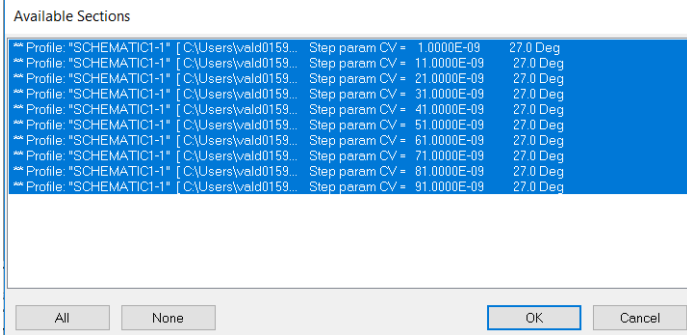 Available Sections
** Profile: "SCHEMATIC1-1" [ C:\Users\vald0159... Step param CV = 1.0000E-09 27.0 Deg
** Profile: "SCHEMATIC1-1" [ C:\Users\vald0159... Step param CV = 11.0000E-09 27.0 Deg
** Profile: "SCHEMATIC1-1" [ C:\Users\vald0159... Step param CV = 21.0000E-09 27.0 Deg
** Profile: "SCHEMATIC1-1" [ C:\Users\vald0159... Step param CV = 31.0000E-09 27.0 Deg
** Profile: "SCHEMATIC1-1" [ C:\Users\vald0159... Step param CV = 41.0000E-09 27.0 Deg
** Profile: "SCHEMATIC1-1" [ C:\Users\vald0159... Step param CV = 51.0000E-09 27.0 Deg
** Profile: "SCHEMATIC1-1" [ C:\Users\vald0159... Step param CV = 61.0000E-09 27.0 Deg
** Profile: "SCHEMATIC1-1" [ C:\Users\vald0159... Step param CV = 71.0000E-09 27.0 Deg
** Profile: "SCHEMATIC1-1" [ C:\Users\vald0159... Step param CV = 81.0000E-09 27.0 Deg
** Profile: "SCHEMATIC1-1" [ C:\Users\vald0159... Step param CV = 91.0000E-09 27.0 Deg
All None OK Cancel